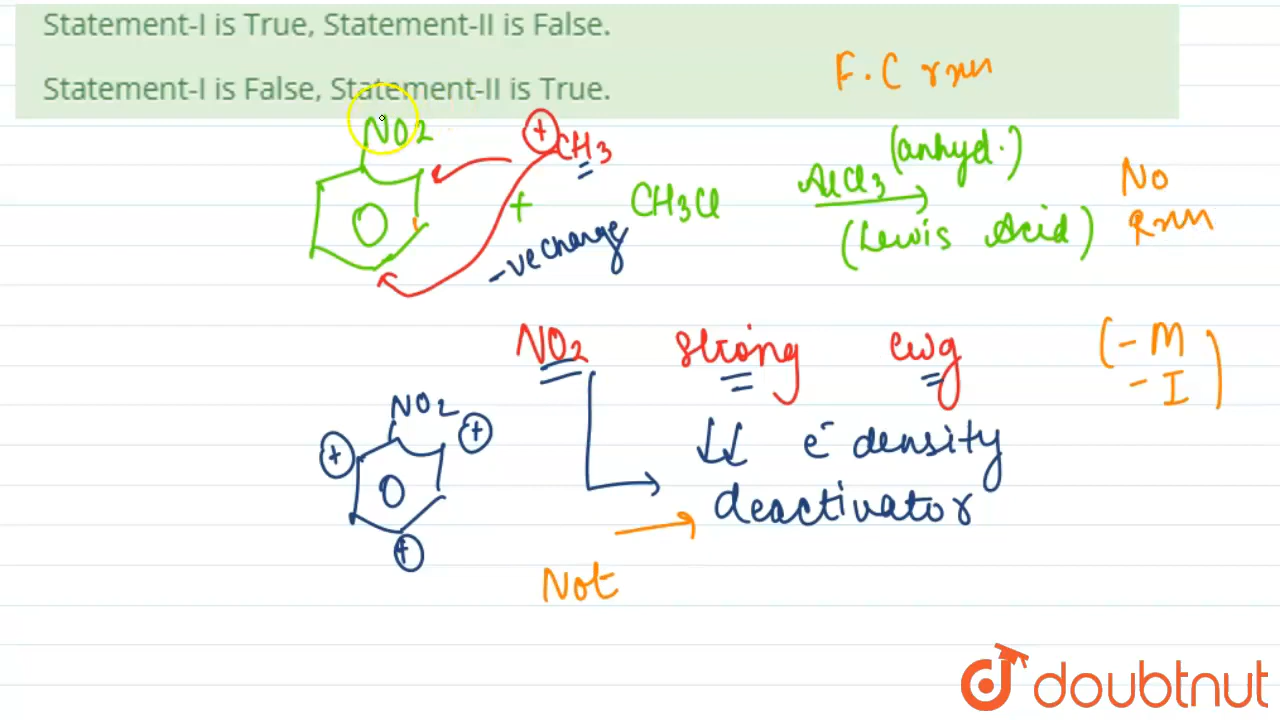 Statement-I is True, Statement-II is False.
Statement-I is False, Statement-II is True.
F.C rxn
NO2
+
CH3
+
-ve charge
CH3Cl
AlCl3
(anhyd.)
(Lewis Acid)
No
Rxn
NO2 strong ewg
(-M
-I)
NO2
+
+
+
↓↓ e⁻ density
deactivator
Not
doubtnut